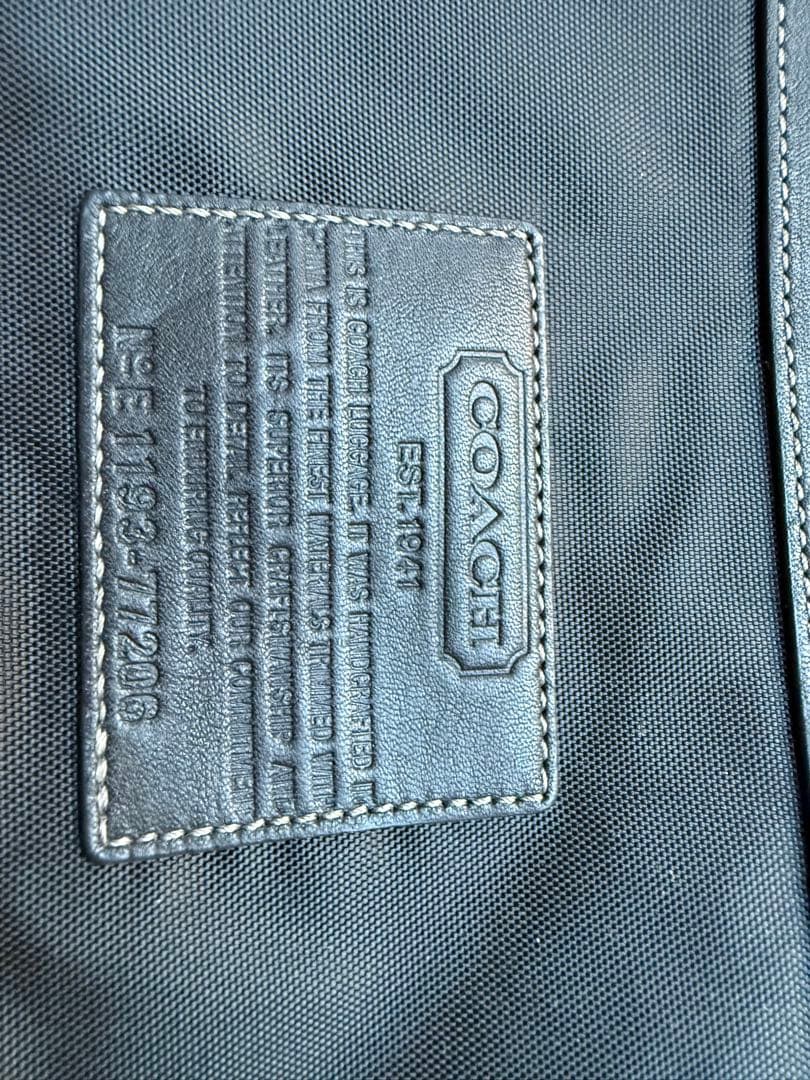 COACH
EST. 1941
THIS IS COACH LUGGAGE. IT WAS HANDCRAFTED IN
FROM THE FINEST MATERIALS TRIMMED WITH
LEATHER. ITS SUPERIOR CRAFTSMANSHIP AND
ATTENTION TO DETAIL REFLECT OUR COMMITMENT
TO ENDURING QUALITY.
No E1193-77206